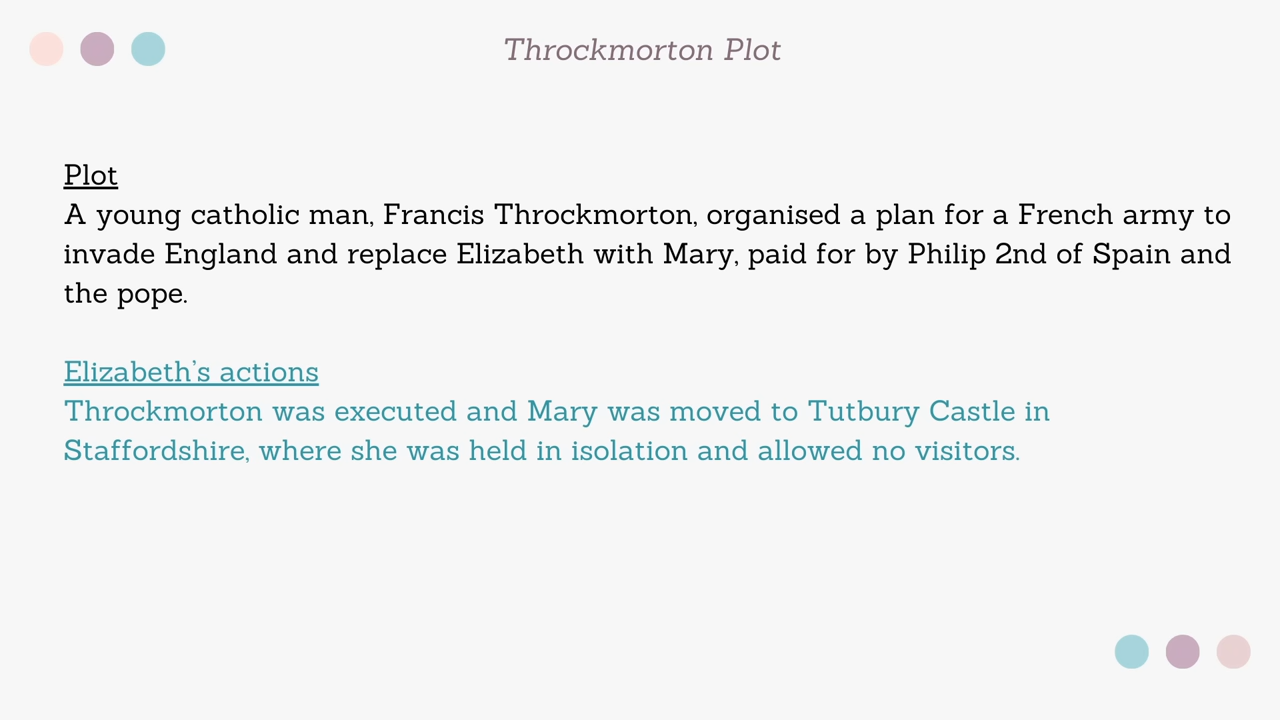 Throckmorton Plot
Plot
A young catholic man, Francis Throckmorton, organised a plan for a French army to
invade England and replace Elizabeth with Mary, paid for by Philip 2nd of Spain and
the pope.
Elizabeth's actions
Throckmorton was executed and Mary was moved to Tutbury Castle in
Staffordshire, where she was held in isolation and allowed no visitors.